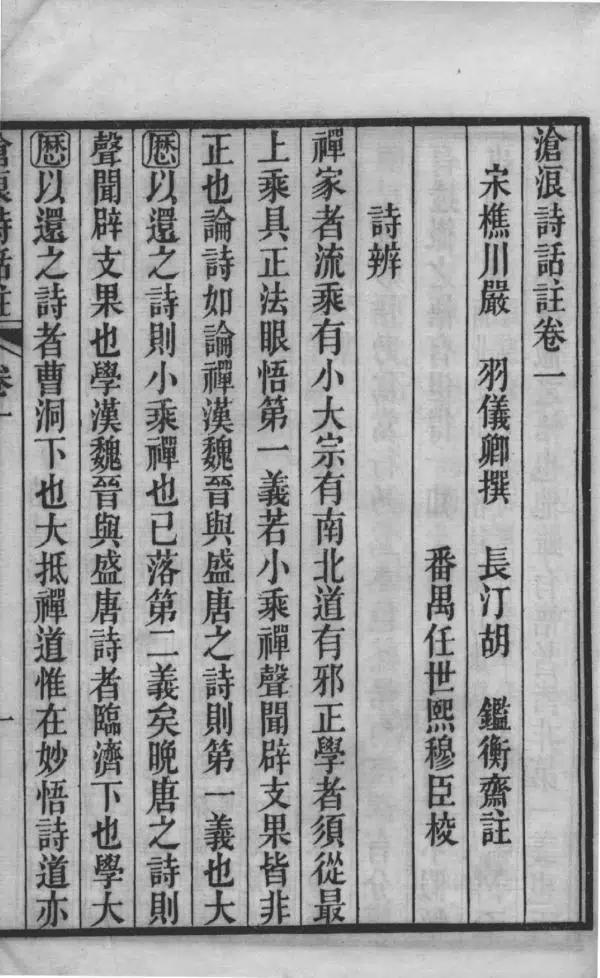 滄浪詩話註卷一
宋樵川嚴　羽儀卿撰　長汀胡　鑑衡齋註
番禺任世熙穆臣校
詩辨
禪家者流乘有小大宗有南北道有邪正學者須從最
上乘具正法眼悟第一義若小乘禪聲聞辟支果皆非
正也論詩如論禪漢魏晉與盛唐之詩則第一義也大
厯以還之詩則小乘禪也已落第二義矣晚唐之詩則
聲聞辟支果也學漢魏晉與盛唐詩者臨濟下也學大
厯以還之詩者曹洞下也大抵禪道惟在妙悟詩道亦
滄浪詩話註　卷一　一